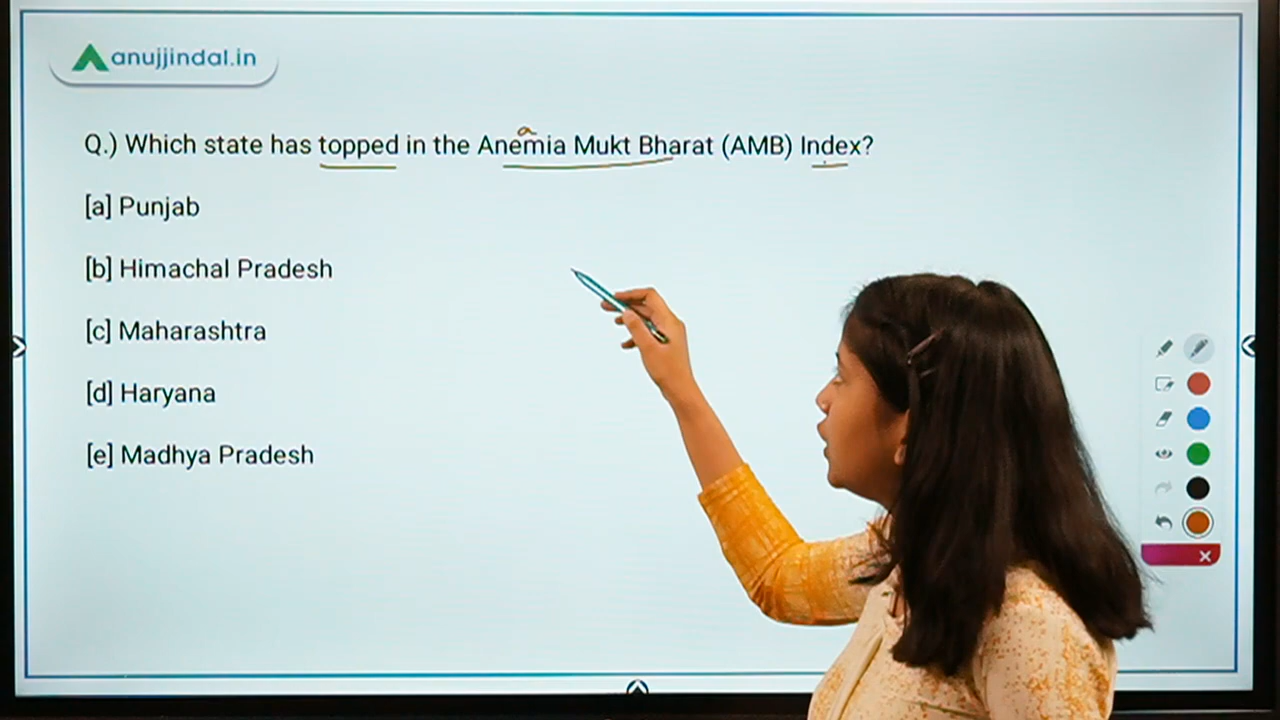 anujjindal.in
Q.) Which state has topped in the Anemia Mukt Bharat (AMB) Index?
a
[a] Punjab
[b] Himachal Pradesh
[c] Maharashtra
[d] Haryana
[e] Madhya Pradesh